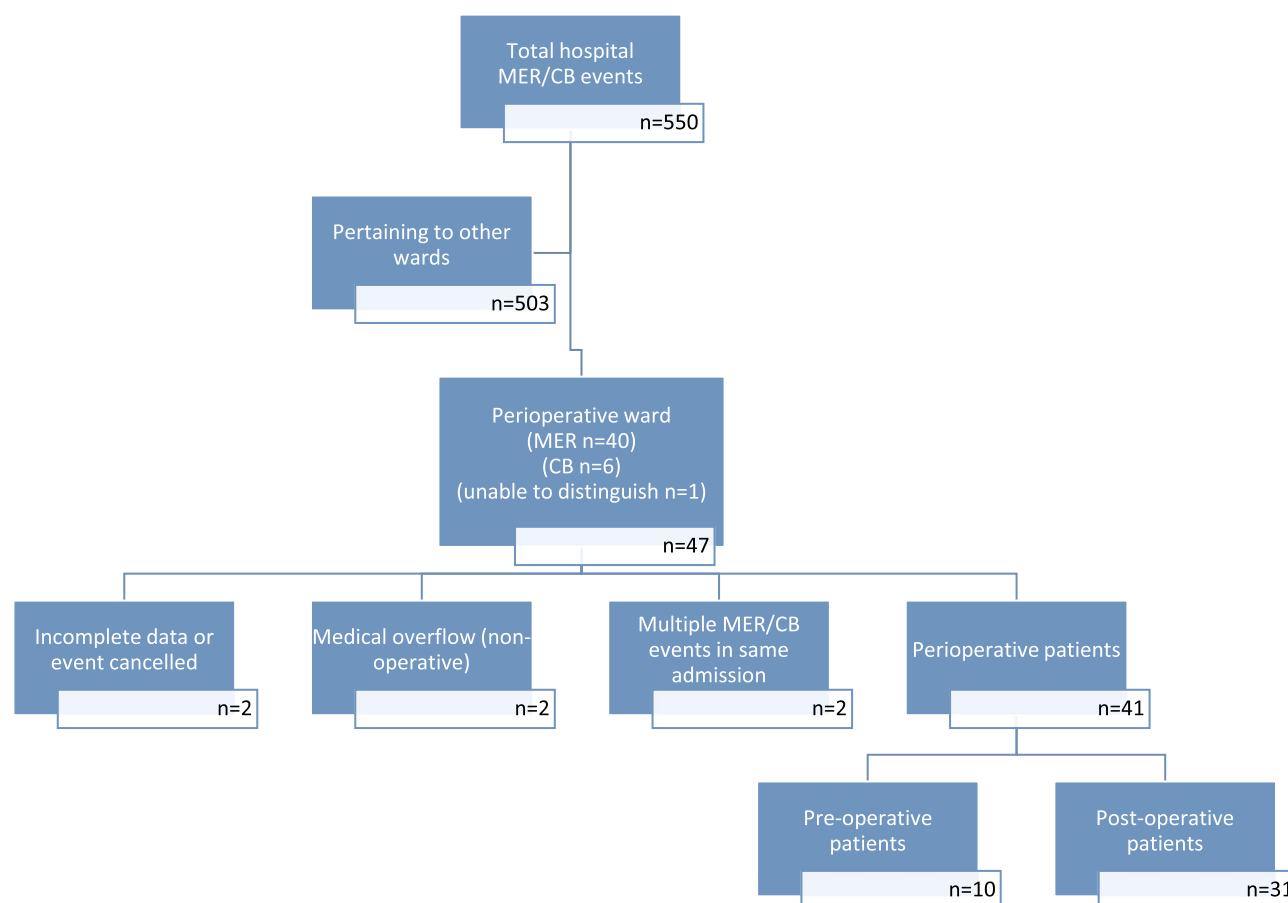 Total hospital
MER/CB events
n=550
Pertaining to other
wards
n=503
Perioperative ward
(MER n=40)
(CB n=6)
(unable to distinguish n=1)
n=47
Incomplete data or
event cancelled
n=2
Medical overflow (non-
operative)
n=2
Multiple MER/CB
events in same
admission
n=2
Perioperative patients
n=41
Pre-operative
patients
n=10
Post-operative
patients
n=31